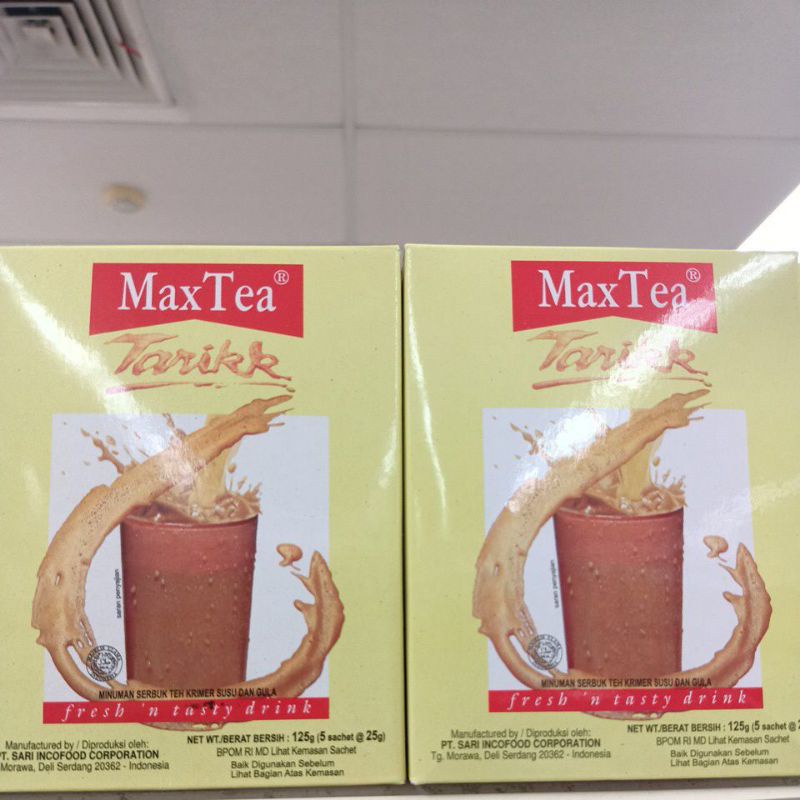 MaxTea®
Tarikk
saran penyajian
MINUMAN SERBUK TEH KRIMER SUSU DAN GULA
fresh 'n tasty drink
Manufactured by / Diproduksi oleh:
PT. SARI INCOFOOD CORPORATION
Morawa, Deli Serdang 20362 - Indonesia
NET WT./BERAT BERSIH : 125g (5 sachet @ 25g)
BPOM RI MD Lihat Kemasan Sachet
Baik Digunakan Sebelum
Lihat Bagian Atas Kemasan
MaxTea®
Tarikk
saran penyajian
MINUMAN SERBUK TEH KRIMER SUSU DAN GULA
fresh 'n tasty drink
Manufactured by / Diproduksi oleh:
PT. SARI INCOFOOD CORPORATION
Tg. Morawa, Deli Serdang 20362 - Indonesia
NET WT./BERAT BERSIH : 125g (5 sachet @
BPOM RI MD Lihat Kemasan Sachet
Baik Digunakan Sebelum
Lihat Bagian Atas Kemasan